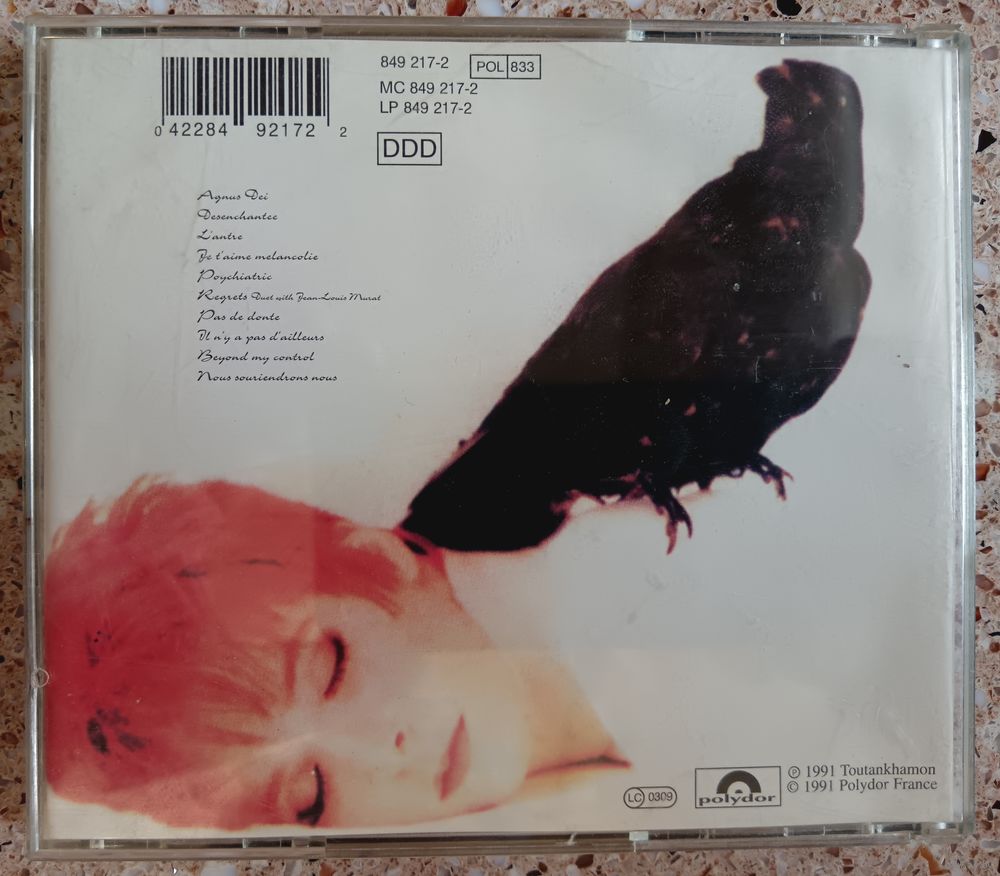 849 217-2 POL 833
MC 849 217-2
LP 849 217-2
0 42284 92172 2
DDD
Agnus Dei
Desenchantee
L'antre
Je t'aime melancolie
Psychiatric
Regrets Duet with Jean-Louis Murat
Pas de doute
Il n'y a pas d'ailleurs
Beyond my control
Nous souriendrons nous
LC 0309
polydor
℗ 1991 Toutankhamon
© 1991 Polydor France